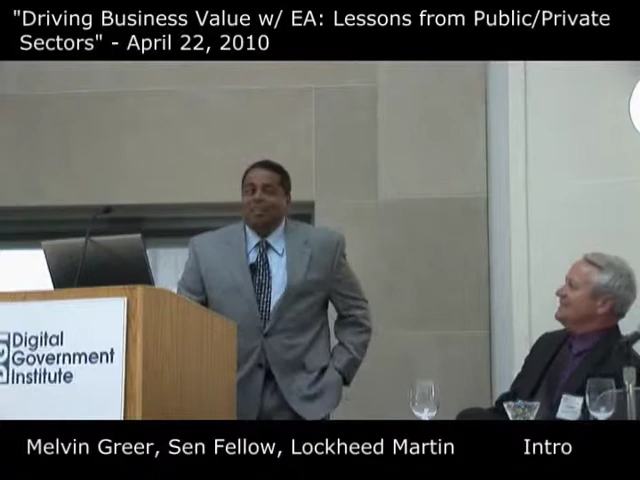 "Driving Business Value w/ EA: Lessons from Public/Private
Sectors" - April 22, 2010
Digital
Government
Institute
Melvin Greer, Sen Fellow, Lockheed Martin Intro